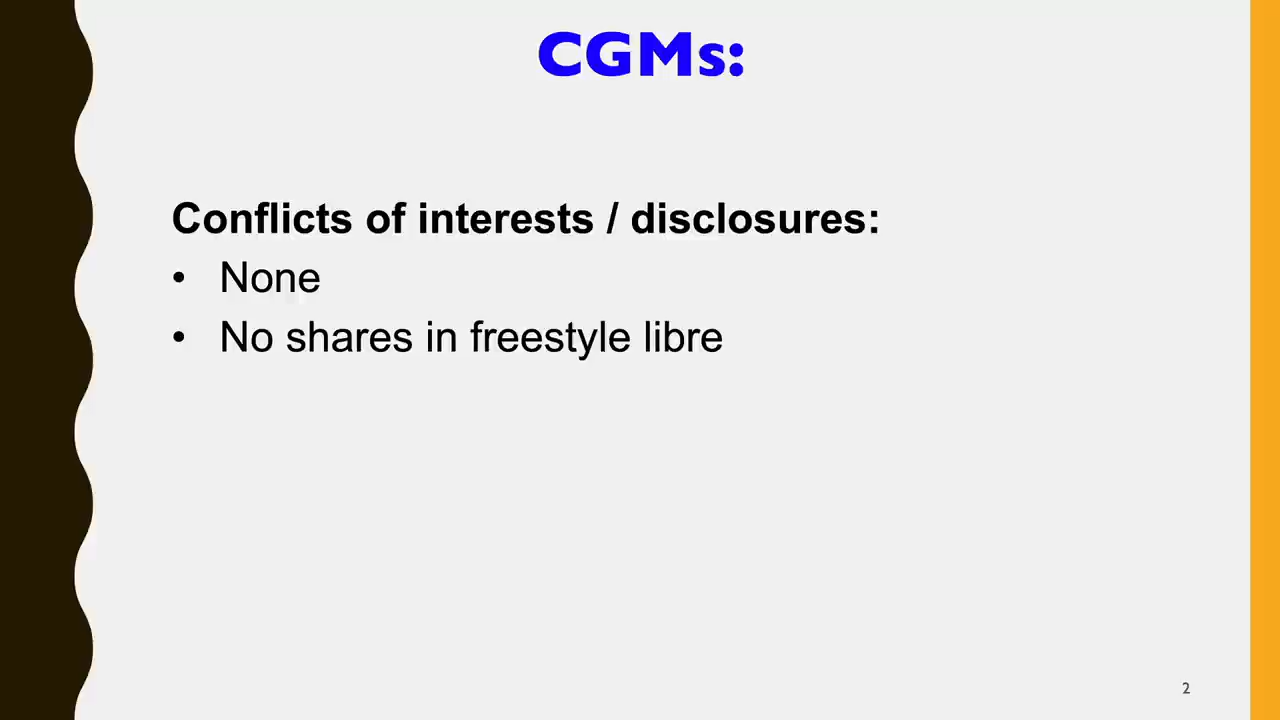 CGMs:
Conflicts of interests / disclosures:
• None
• No shares in freestyle libre
2